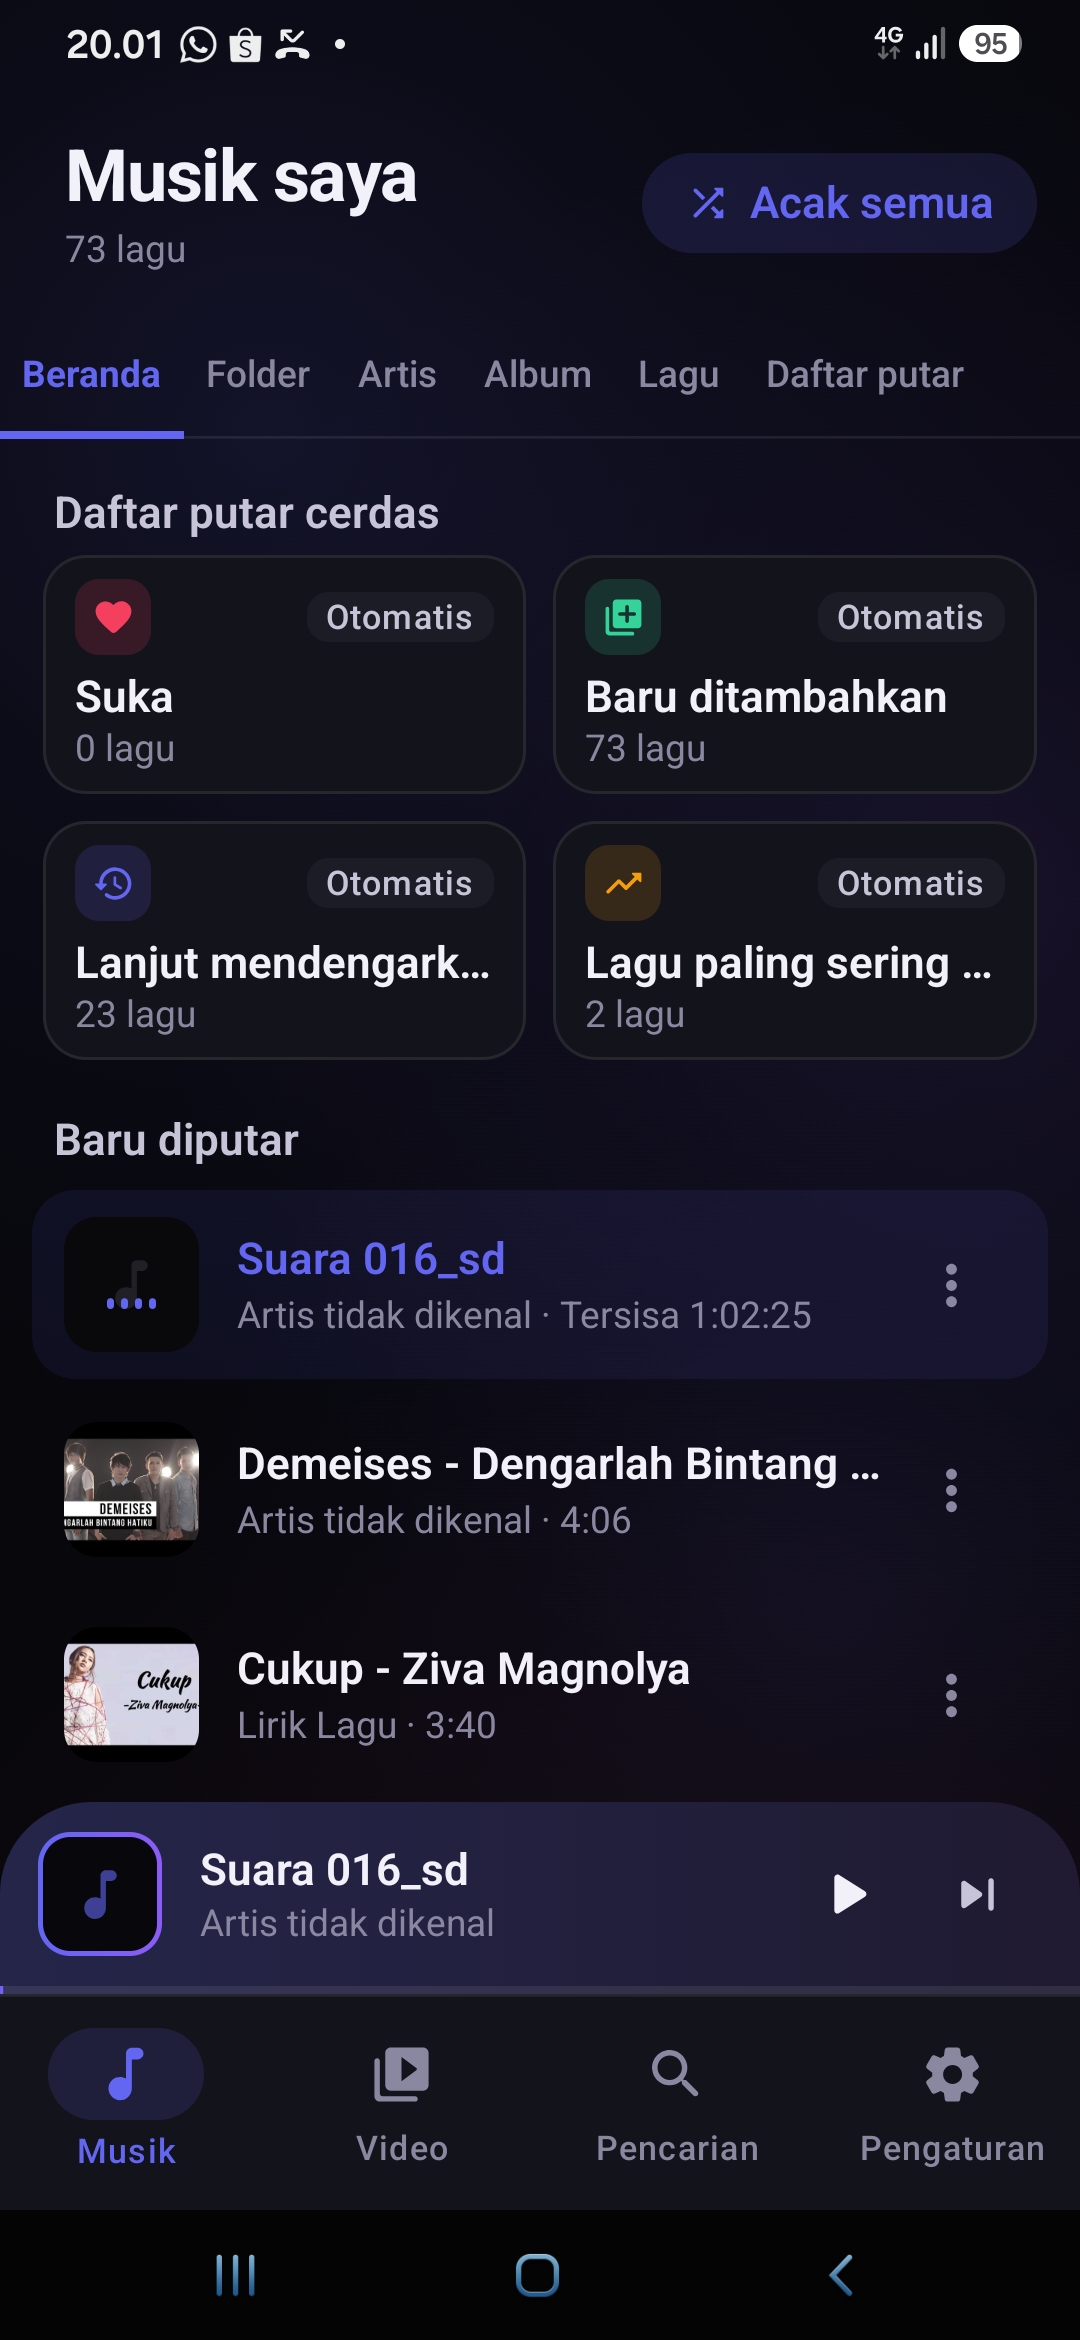 20.01
4G
95
Musik saya
73 lagu
Acak semua
Beranda
Folder
Artis
Album
Lagu
Daftar putar
Daftar putar cerdas
Otomatis
Suka
0 lagu
Otomatis
Baru ditambahkan
73 lagu
Otomatis
Lanjut mendengark...
23 lagu
Otomatis
Lagu paling sering ...
2 lagu
Baru diputar
Suara 016_sd
Artis tidak dikenal · Tersisa 1:02:25
DEMEISES
NGARLAH BINTANG HATIKU
Demeises - Dengarlah Bintang ...
Artis tidak dikenal · 4:06
Cukup
-Ziva Magnolya-
Cukup - Ziva Magnolya
Lirik Lagu · 3:40
Suara 016_sd
Artis tidak dikenal
Musik
Video
Pencarian
Pengaturan